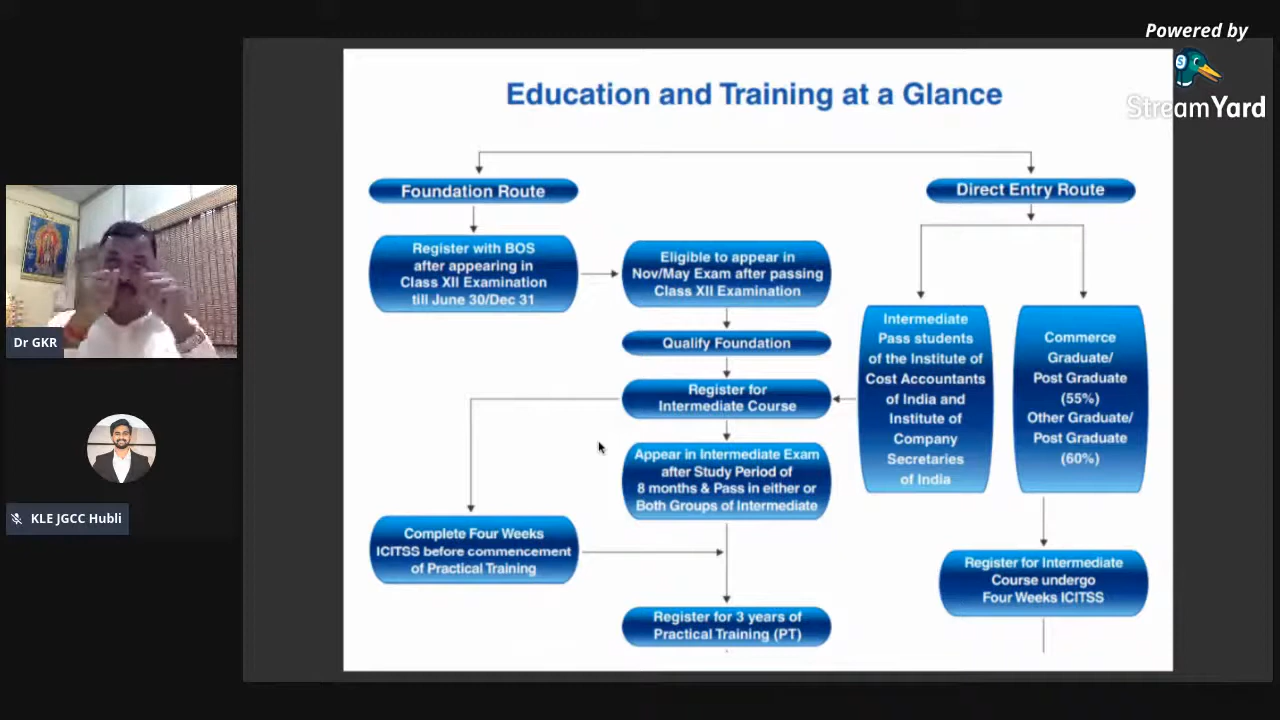 Powered by
StreamYard
Education and Training at a Glance
Foundation Route
Direct Entry Route
Register with BOS
after appearing in
Class XII Examination
till June 30/Dec 31
Eligible to appear in
Nov/May Exam after passing
Class XII Examination
Qualify Foundation
Register for
Intermediate Course
Appear in Intermediate Exam
after Study Period of
8 months & Pass in either or
Both Groups of Intermediate
Complete Four Weeks
ICITSS before commencement
of Practical Training
Register for 3 years of
Practical Training (PT)
Intermediate
Pass students
of the Institute of
Cost Accountants
of India and
Institute of
Company
Secretaries
of India
Commerce
Graduate/
Post Graduate
(55%)
Other Graduate/
Post Graduate
(60%)
Register for Intermediate
Course undergo
Four Weeks ICITSS
Dr GKR
KLE JGCC Hubli